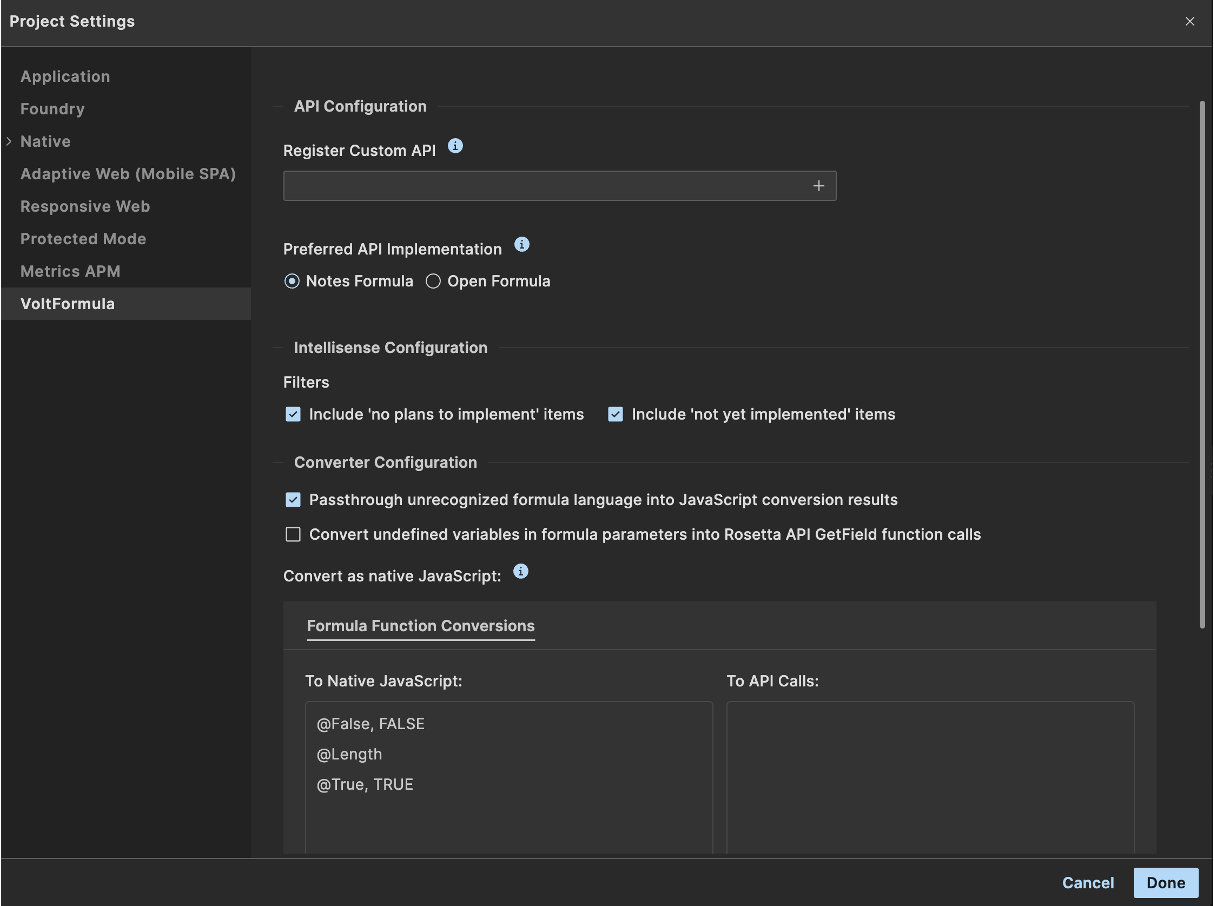 Project Settings
Application
Foundry
Native
Adaptive Web (Mobile SPA)
Responsive Web
Protected Mode
Metrics APM
VoltFormula
API Configuration
Register Custom API
Preferred API Implementation
Notes Formula Open Formula
Intellisense Configuration
Filters
Include 'no plans to implement' items Include 'not yet implemented' items
Converter Configuration
Passthrough unrecognized formula language into JavaScript conversion results
Convert undefined variables in formula parameters into Rosetta API GetField function calls
Convert as native JavaScript:
Formula Function Conversions
To Native JavaScript:
@False, FALSE
@Length
@True, TRUE
To API Calls:
Cancel Done